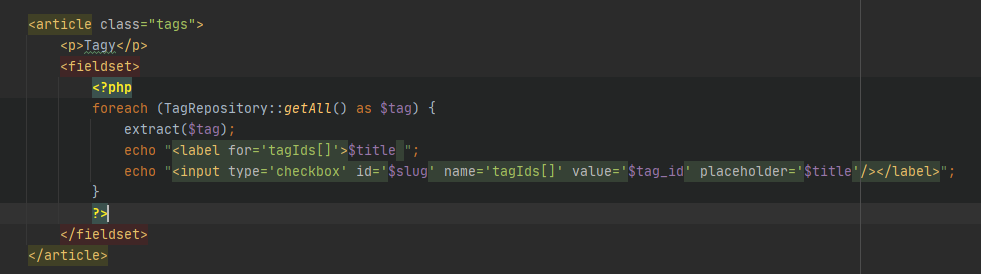 <article class="tags">
<p>Tagy</p>
<fieldset>
<?php
foreach (TagRepository::getAll() as $tag) {
extract($tag);
echo "<label for='tagIds[]'>$title ";
echo "<input type='checkbox' id='$slug' name='tagIds[]' value='$tag_id' placeholder='$title'/></label>";
}
?>
</fieldset>
</article>